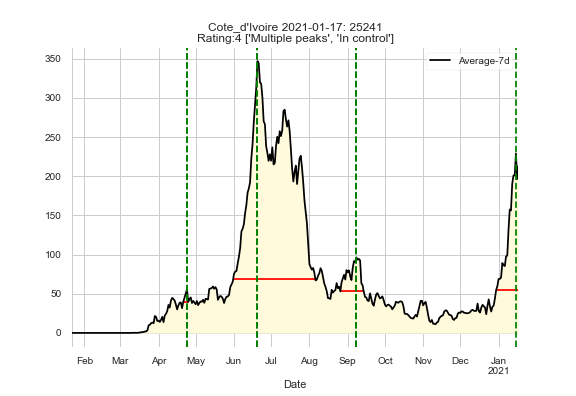 Cote_d'Ivoire 2021-01-17: 25241
Rating:4 ['Multiple peaks', 'In control']
Average-7d
350
300
250
200
150
100
50
0
Feb Mar Apr May Jun Jul Aug Sep Oct Nov Dec Jan
2021
Date